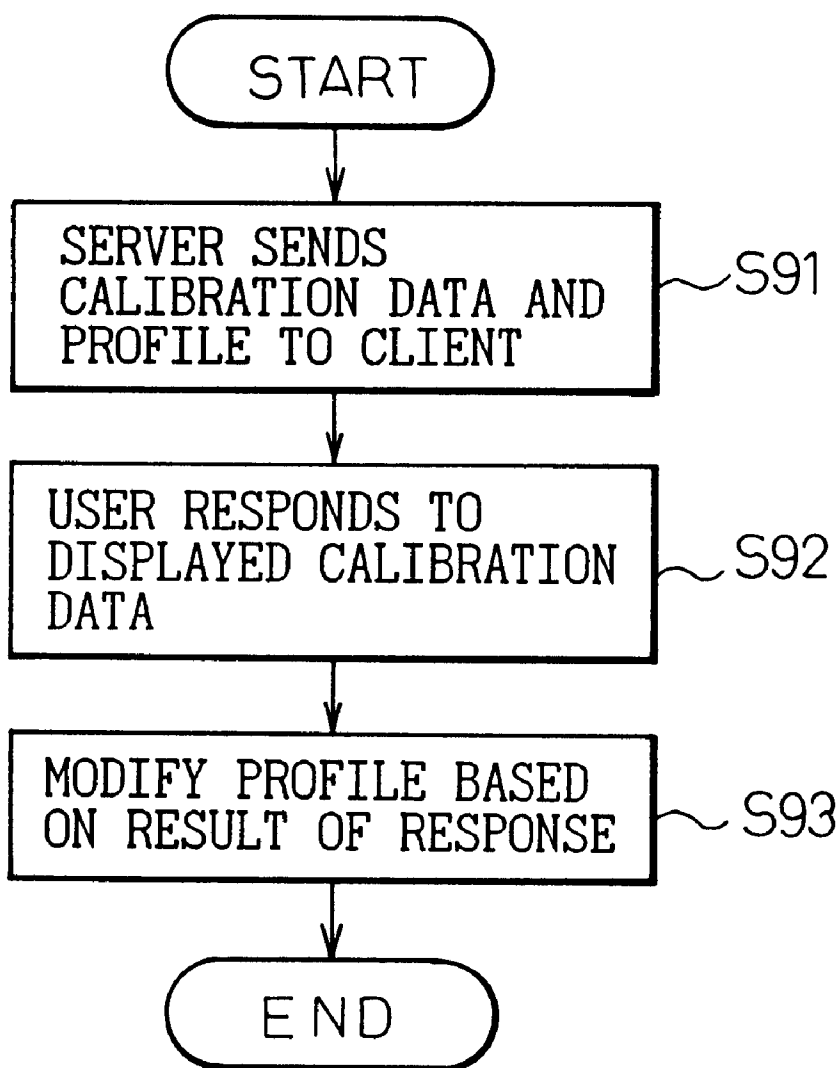 START
SERVER SENDS
CALIBRATION DATA AND
PROFILE TO CLIENT
S91
USER RESPONDS TO
DISPLAYED CALIBRATION
DATA
S92
MODIFY PROFILE BASED
ON RESULT OF RESPONSE
S93
END